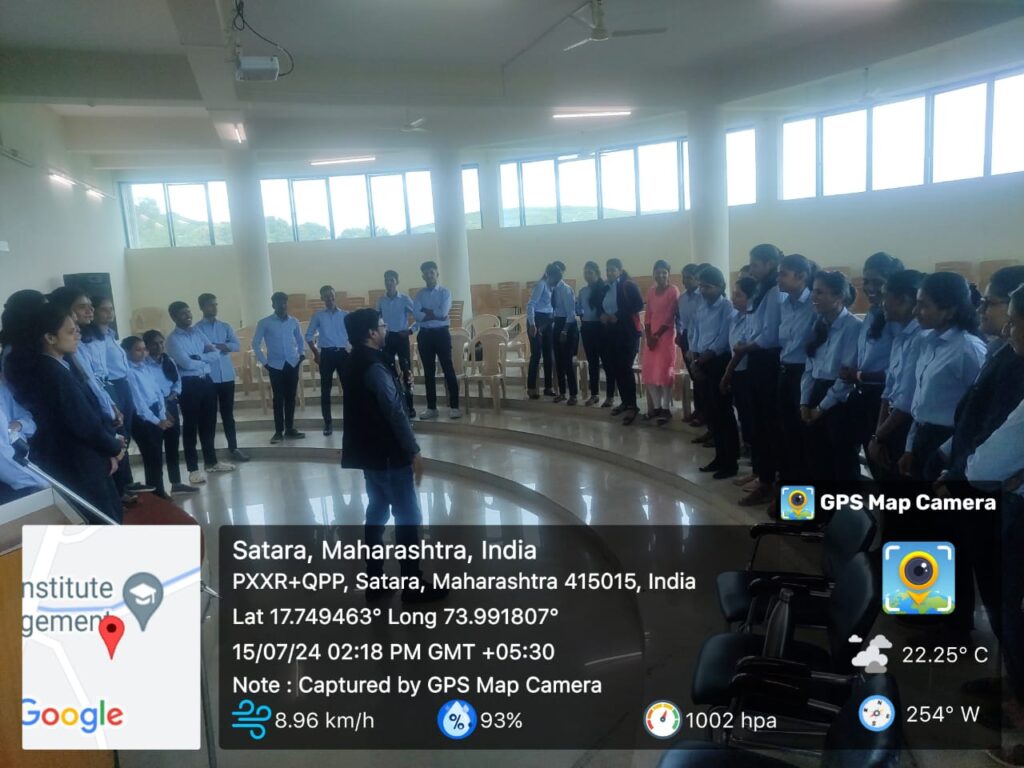 GPS Map Camera
nstitute
gement
Google
Satara, Maharashtra, India
PXXR+QPP, Satara, Maharashtra 415015, India
Lat 17.749463° Long 73.991807°
15/07/24 02:18 PM GMT +05:30
Note : Captured by GPS Map Camera
22.25° C
8.96 km/h
93%
1002 hpa
254° W